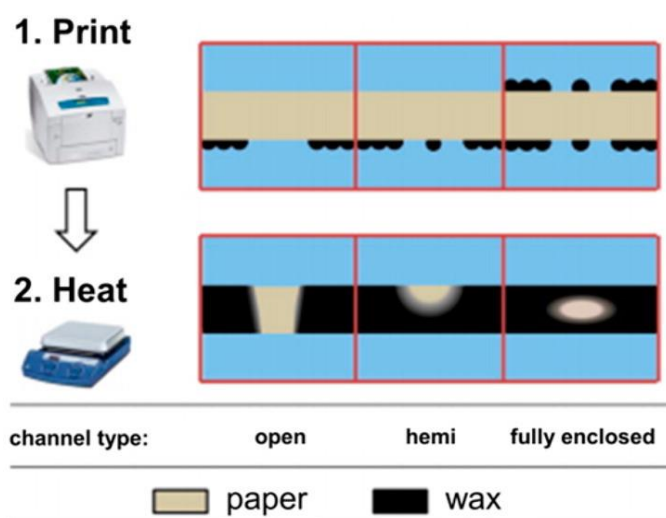 1. Print
2. Heat
channel type: open hemi fully enclosed
paper wax